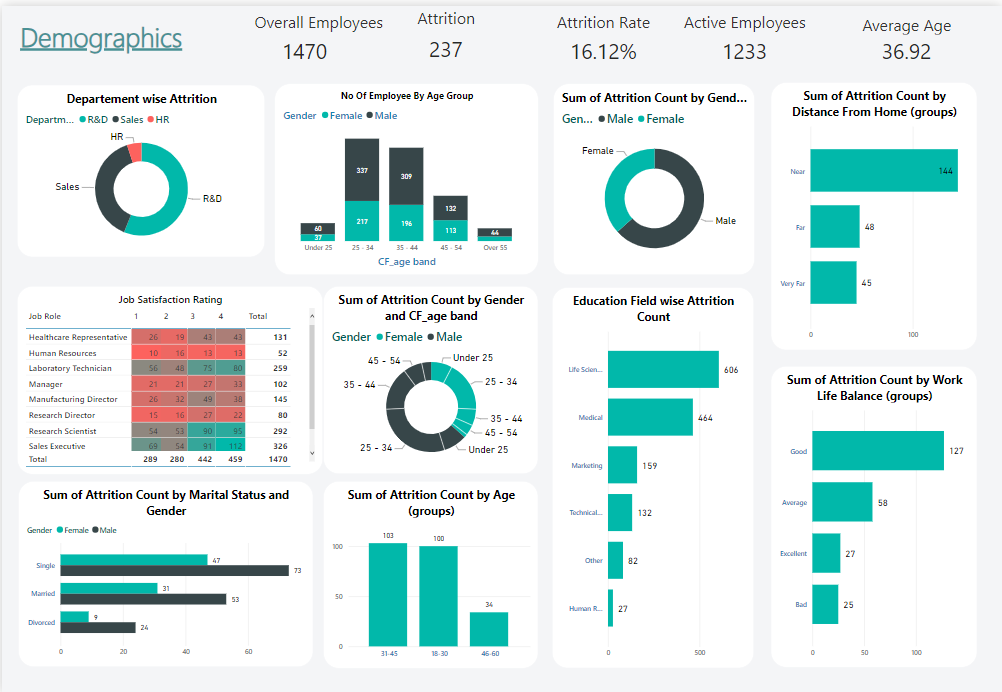 Demographics
Overall Employees
1470
Attrition
237
Attrition Rate
16.12%
Active Employees
1233
Average Age
36.92
Departement wise Attrition
Departm... R&D Sales HR
HR
Sales
R&D
No Of Employee By Age Group
Gender Female Male
337
309
132
60
44
217
196
113
37
Under 25 25 - 34 35 - 44 45 - 54 Over 55
CF_age band
Sum of Attrition Count by Gend...
Gen... Male Female
Female
Male
Sum of Attrition Count by
Distance From Home (groups)
Near 144
Far 48
Very Far 45
0 100
Job Satisfaction Rating
Job Role 1 2 3 4 Total
Healthcare Representative 26 19 43 43 131
Human Resources 10 16 13 13 52
Laboratory Technician 56 48 75 80 259
Manager 21 21 27 33 102
Manufacturing Director 26 32 49 38 145
Research Director 15 16 27 22 80
Research Scientist 54 53 90 95 292
Sales Executive 69 54 91 112 326
Total 289 280 442 459 1470
Sum of Attrition Count by Gender
and CF_age band
Gender Female Male
45 - 54
Under 25
35 - 44
25 - 34
35 - 44
45 - 54
25 - 34
Under 25
Education Field wise Attrition
Count
Life Scien... 606
Medical 464
Marketing 159
Technical... 132
Other 82
Human R... 27
0 500
Sum of Attrition Count by Work
Life Balance (groups)
Good 127
Average 58
Excellent 27
Bad 25
0 50 100
Sum of Attrition Count by Marital Status and
Gender
Gender Female Male
Single 47
73
Married 31
53
Divorced 9
24
0 20 40 60
Sum of Attrition Count by Age
(groups)
103
100
34
100
50
0
31-45 18-30 46-60